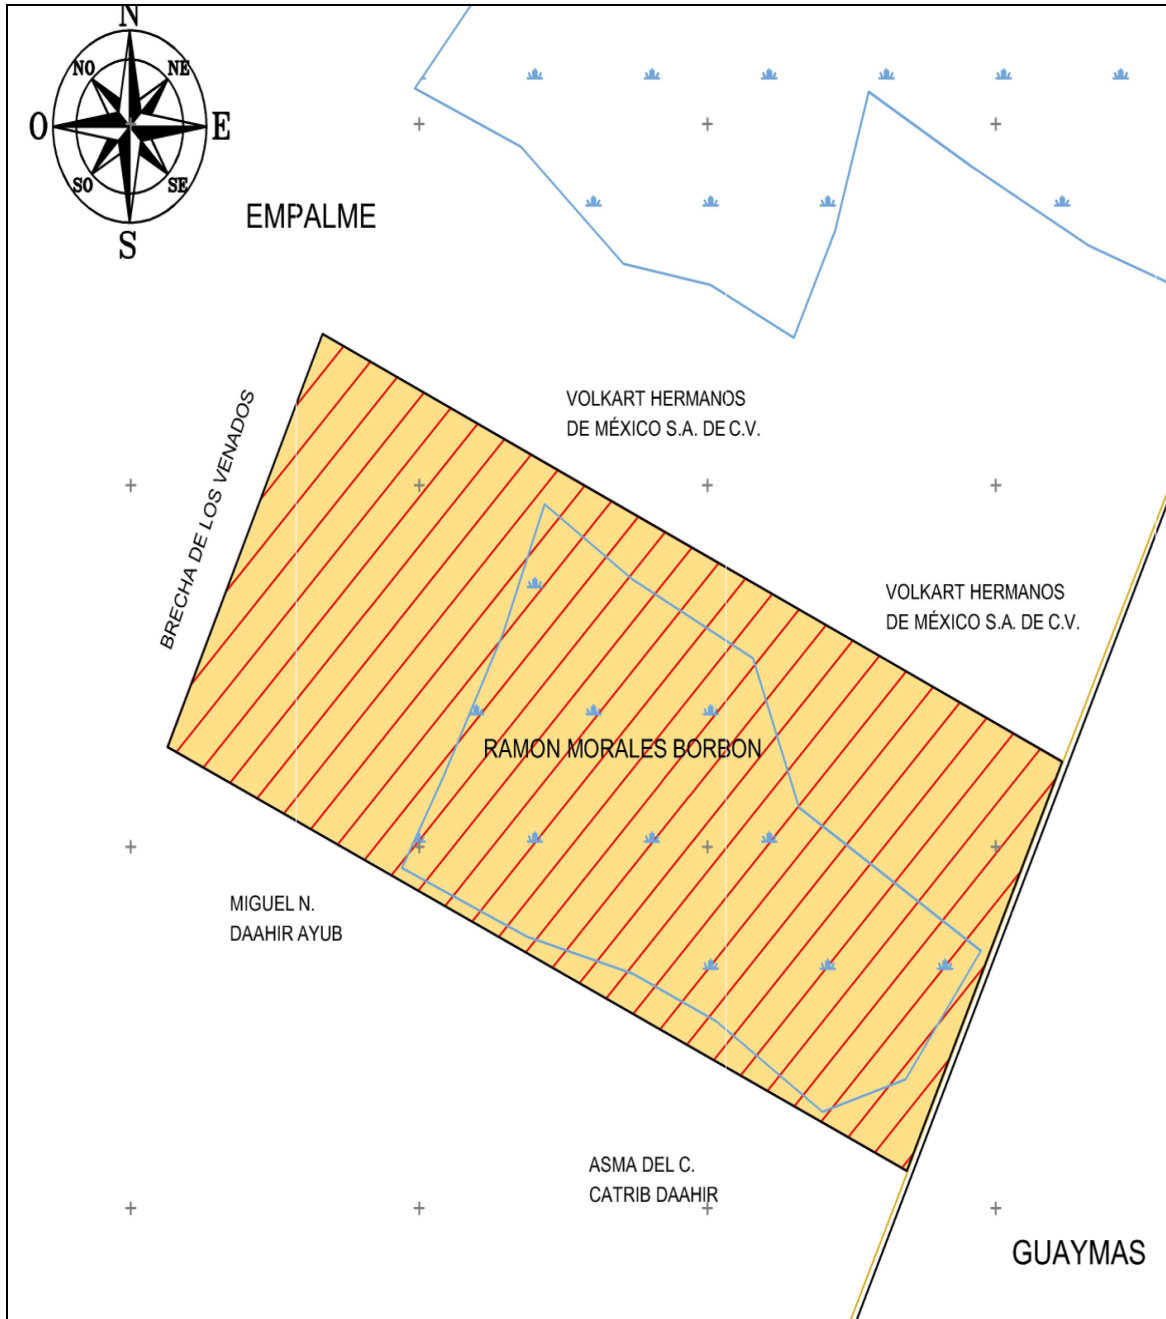 N
NO
NE
O
E
SO
SE
S
EMPALME
VOLKART HERMANOS
DE MÉXICO S.A. DE C.V.
BRECHA DE LOS VENADOS
VOLKART HERMANOS
DE MÉXICO S.A. DE C.V.
RAMON MORALES BORBON
MIGUEL N.
DAAHIR AYUB
ASMA DEL C.
CATRIB DAAHIR
GUAYMAS